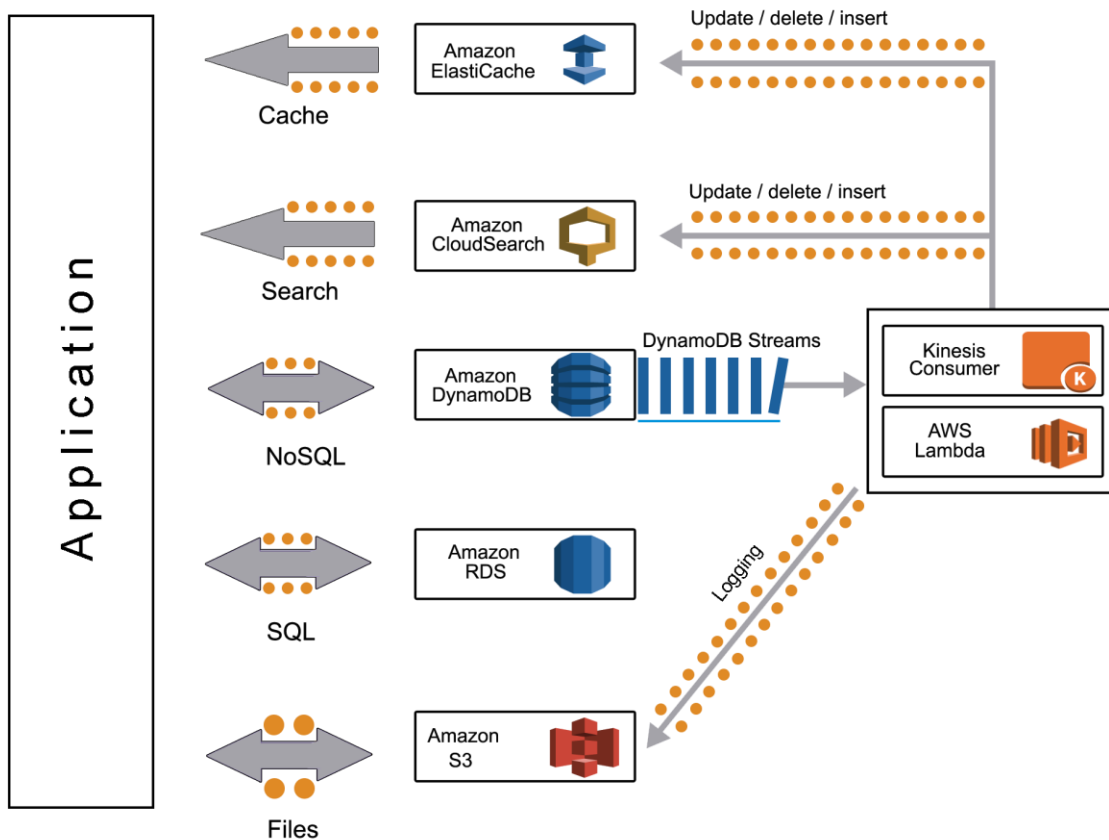 Application
Update / delete / insert
Amazon
ElastiCache
Cache
Update / delete / insert
Amazon
CloudSearch
Search
DynamoDB Streams
Amazon
DynamoDB
NoSQL
Kinesis
Consumer
K
AWS
Lambda
Amazon
RDS
SQL
Logging
Amazon
S3
Files